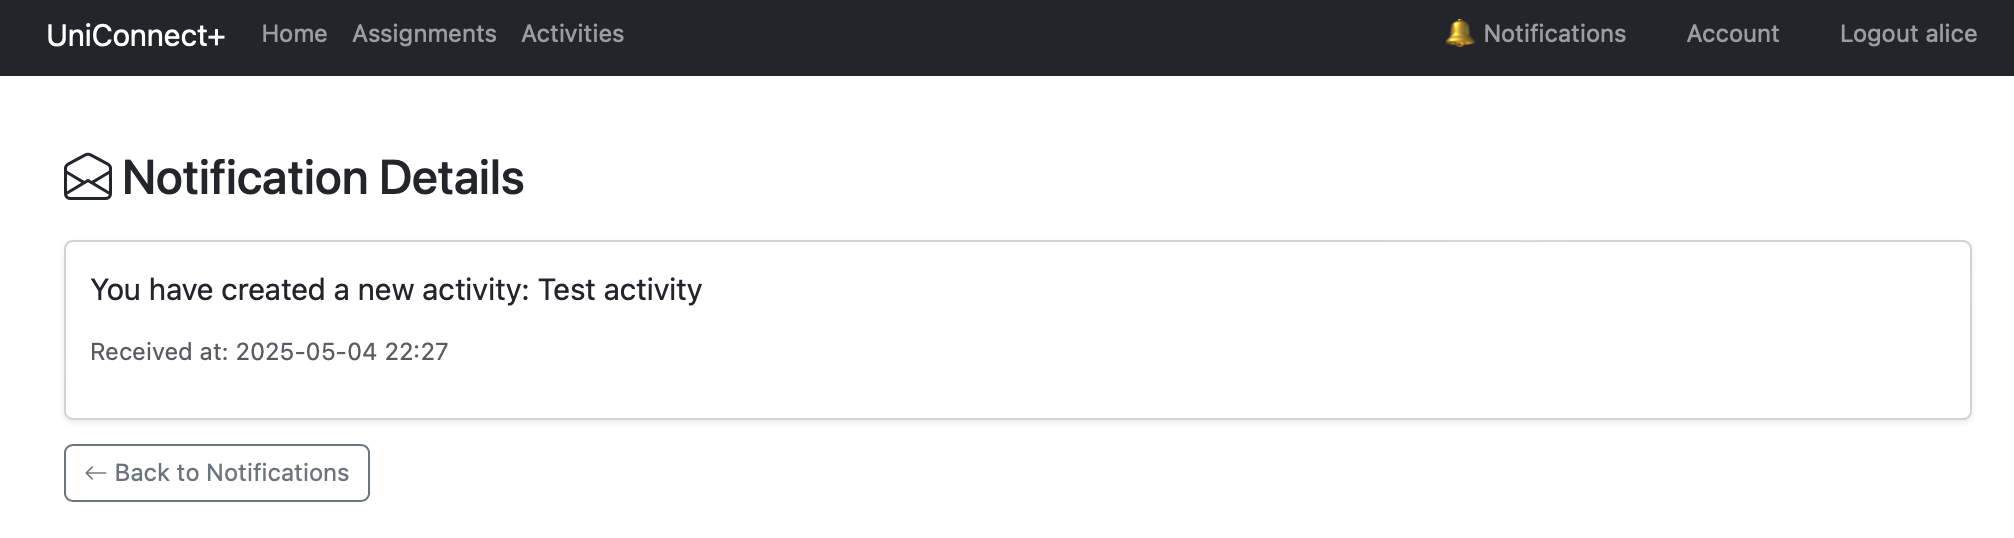 UniConnect+ Home Assignments Activities 🔔 Notifications Account Logout alice
Notification Details
You have created a new activity: Test activity
Received at: 2025-05-04 22:27
← Back to Notifications